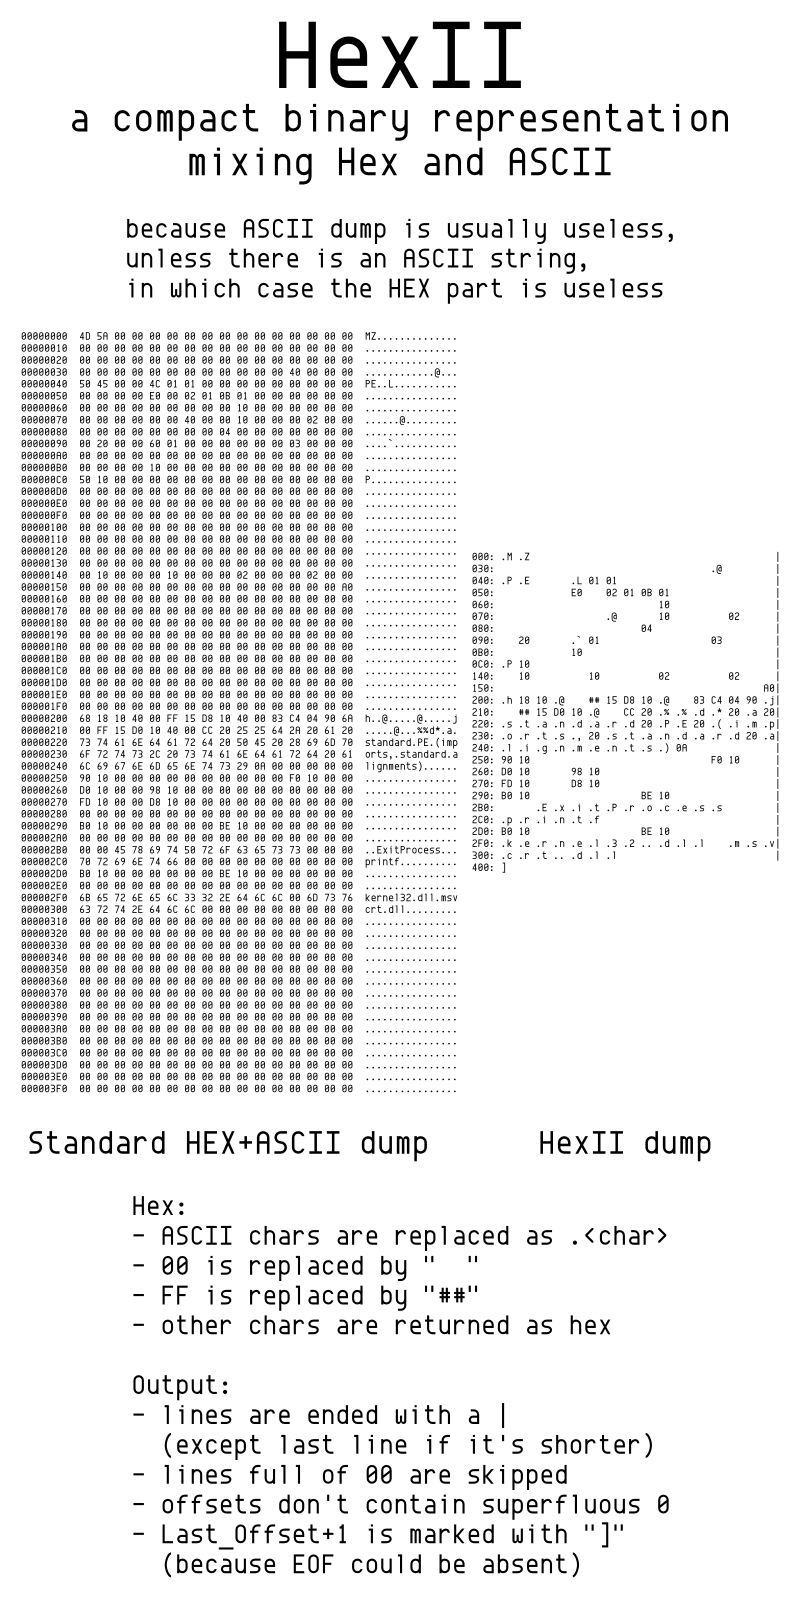 HexII
a compact binary representation
mixing Hex and ASCII
because ASCII dump is usually useless,
unless there is an ASCII string,
in which case the HEX part is useless
00000000 4D 5A 00 00 00 00 00 00 00 00 00 00 00 00 00 00 MZ..............
00000010 00 00 00 00 00 00 00 00 00 00 00 00 00 00 00 00 ................
00000020 00 00 00 00 00 00 00 00 00 00 00 00 00 00 00 00 ................
00000030 00 00 00 00 00 00 00 00 00 00 00 00 40 00 00 00 ............@...
00000040 50 45 00 00 4C 01 01 00 00 00 00 00 00 00 00 00 PE..L...........
00000050 00 00 00 00 E0 00 02 01 0B 01 00 00 00 00 00 00 ................
00000060 00 00 00 00 00 00 00 00 00 10 00 00 00 00 00 00 ................
00000070 00 00 00 00 00 00 40 00 00 10 00 00 00 02 00 00 ......@.........
00000080 00 00 00 00 00 00 00 00 04 00 00 00 00 00 00 00 ................
00000090 00 20 00 00 60 01 00 00 00 00 00 00 03 00 00 00 ....`...........
000000A0 00 00 00 00 00 00 00 00 00 00 00 00 00 00 00 00 ................
000000B0 00 00 00 00 10 00 00 00 00 00 00 00 00 00 00 00 ................
000000C0 50 10 00 00 00 00 00 00 00 00 00 00 00 00 00 00 P...............
000000D0 00 00 00 00 00 00 00 00 00 00 00 00 00 00 00 00 ................
000000E0 00 00 00 00 00 00 00 00 00 00 00 00 00 00 00 00 ................
000000F0 00 00 00 00 00 00 00 00 00 00 00 00 00 00 00 00 ................
00000100 00 00 00 00 00 00 00 00 00 00 00 00 00 00 00 00 ................
00000110 00 00 00 00 00 00 00 00 00 00 00 00 00 00 00 00 ................
00000120 00 00 00 00 00 00 00 00 00 00 00 00 00 00 00 00 ................
00000130 00 00 00 00 00 00 00 00 00 00 00 00 00 00 00 00 ................
00000140 00 10 00 00 00 10 00 00 00 02 00 00 00 02 00 00 ................
00000150 00 00 00 00 00 00 00 00 00 00 00 00 00 00 00 A0 ................
00000160 00 00 00 00 00 00 00 00 00 00 00 00 00 00 00 00 ................
00000170 00 00 00 00 00 00 00 00 00 00 00 00 00 00 00 00 ................
00000180 00 00 00 00 00 00 00 00 00 00 00 00 00 00 00 00 ................
00000190 00 00 00 00 00 00 00 00 00 00 00 00 00 00 00 00 ................
000001A0 00 00 00 00 00 00 00 00 00 00 00 00 00 00 00 00 ................
000001B0 00 00 00 00 00 00 00 00 00 00 00 00 00 00 00 00 ................
000001C0 00 00 00 00 00 00 00 00 00 00 00 00 00 00 00 00 ................
000001D0 00 00 00 00 00 00 00 00 00 00 00 00 00 00 00 00 ................
000001E0 00 00 00 00 00 00 00 00 00 00 00 00 00 00 00 00 ................
000001F0 00 00 00 00 00 00 00 00 00 00 00 00 00 00 00 00 ................
00000200 68 18 10 40 00 FF 15 D8 10 40 00 83 C4 04 90 6A h..@.....@.....j
00000210 00 FF 15 D0 10 40 00 CC 20 25 25 64 2A 20 61 20 .....@...%%d*.a.
00000220 73 74 61 6E 64 61 72 64 20 50 45 20 28 69 6D 70 standard.PE.(imp
00000230 6F 72 74 73 2C 20 73 74 61 6E 64 61 72 64 20 61 orts,.standard.a
00000240 6C 69 67 6E 6D 65 6E 74 73 29 0A 00 00 00 00 00 lignments)......
00000250 90 10 00 00 00 00 00 00 00 00 00 00 F0 10 00 00 ................
00000260 D0 10 00 00 98 10 00 00 00 00 00 00 00 00 00 00 ................
00000270 FD 10 00 00 D8 10 00 00 00 00 00 00 00 00 00 00 ................
00000280 00 00 00 00 00 00 00 00 00 00 00 00 00 00 00 00 ................
00000290 B0 10 00 00 00 00 00 00 BE 10 00 00 00 00 00 00 ................
000002A0 00 00 00 00 00 00 00 00 00 00 00 00 00 00 00 00 ................
000002B0 00 00 45 78 69 74 50 72 6F 63 65 73 73 00 00 00 ..ExitProcess...
000002C0 70 72 69 6E 74 66 00 00 00 00 00 00 00 00 00 00 printf..........
000002D0 B0 10 00 00 00 00 00 00 BE 10 00 00 00 00 00 00 ................
000002E0 00 00 00 00 00 00 00 00 00 00 00 00 00 00 00 00 ................
000002F0 6B 65 72 6E 65 6C 33 32 2E 64 6C 6C 00 6D 73 76 kernel32.dll.msv
00000300 63 72 74 2E 64 6C 6C 00 00 00 00 00 00 00 00 00 crt.dll.........
00000310 00 00 00 00 00 00 00 00 00 00 00 00 00 00 00 00 ................
00000320 00 00 00 00 00 00 00 00 00 00 00 00 00 00 00 00 ................
00000330 00 00 00 00 00 00 00 00 00 00 00 00 00 00 00 00 ................
00000340 00 00 00 00 00 00 00 00 00 00 00 00 00 00 00 00 ................
00000350 00 00 00 00 00 00 00 00 00 00 00 00 00 00 00 00 ................
00000360 00 00 00 00 00 00 00 00 00 00 00 00 00 00 00 00 ................
00000370 00 00 00 00 00 00 00 00 00 00 00 00 00 00 00 00 ................
00000380 00 00 00 00 00 00 00 00 00 00 00 00 00 00 00 00 ................
00000390 00 00 00 00 00 00 00 00 00 00 00 00 00 00 00 00 ................
000003A0 00 00 00 00 00 00 00 00 00 00 00 00 00 00 00 00 ................
000003B0 00 00 00 00 00 00 00 00 00 00 00 00 00 00 00 00 ................
000003C0 00 00 00 00 00 00 00 00 00 00 00 00 00 00 00 00 ................
000003D0 00 00 00 00 00 00 00 00 00 00 00 00 00 00 00 00 ................
000003E0 00 00 00 00 00 00 00 00 00 00 00 00 00 00 00 00 ................
000003F0 00 00 00 00 00 00 00 00 00 00 00 00 00 00 00 00 ................
000: .M .Z |
030: .@ |
040: .P .E .L 01 01 |
050: E0 02 01 0B 01 |
060: 10 |
070: .@ 10 02 |
080: 04 |
090: 20 .` 01 03 |
0B0: 10 |
0C0: .P 10 |
140: 10 10 02 02 |
150: A0|
200: .h 18 10 .@ ## 15 D8 10 .@ 83 C4 04 90 .j|
210: ## 15 D0 10 .@ CC 20 .% .% .d .* 20 .a 20|
220: .s .t .a .n .d .a .r .d 20 .P .E 20 .( .i .m .p|
230: .o .r .t .s ., 20 .s .t .a .n .d .a .r .d 20 .a|
240: .l .i .g .n .m .e .n .t .s .) 0A |
250: 90 10 F0 10 |
260: D0 10 98 10 |
270: FD 10 D8 10 |
290: B0 10 BE 10 |
2B0: .E .x .i .t .P .r .o .c .e .s .s |
2C0: .p .r .i .n .t .f |
2D0: B0 10 BE 10 |
2F0: .k .e .r .n .e .l .3 .2 .. .d .l .l .m .s .v|
300: .c .r .t .. .d .l .l |
400: ]
Standard HEX+ASCII dump HexII dump
Hex:
- ASCII chars are replaced as .<char>
- 00 is replaced by "  "
- FF is replaced by "##"
- other chars are returned as hex
Output:
- lines are ended with a |
(except last line if it's shorter)
- lines full of 00 are skipped
- offsets don't contain superfluous 0
- Last_Offset+1 is marked with "]"
(because EOF could be absent)